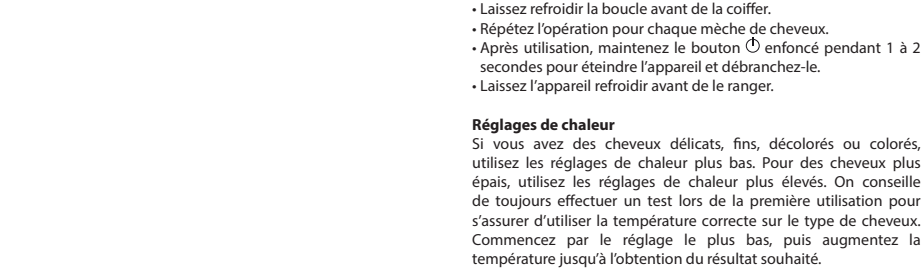 • Laissez refroidir la boucle avant de la coiffer.
• Répétez l’opération pour chaque mèche de cheveux.
• Après utilisation, maintenez le bouton enfoncé pendant 1 à 2
secondes pour éteindre l’appareil et débranchez-le.
• Laissez l’appareil refroidir avant de le ranger.
Réglages de chaleur
Si vous avez des cheveux délicats, fins, décolorés ou colorés,
utilisez les réglages de chaleur plus bas. Pour des cheveux plus
épais, utilisez les réglages de chaleur plus élevés. On conseille
de toujours effectuer un test lors de la première utilisation pour
s’assurer d’utiliser la température correcte sur le type de cheveux.
Commencez par le réglage le plus bas, puis augmentez la
température jusqu’à l’obtention du résultat souhaité.